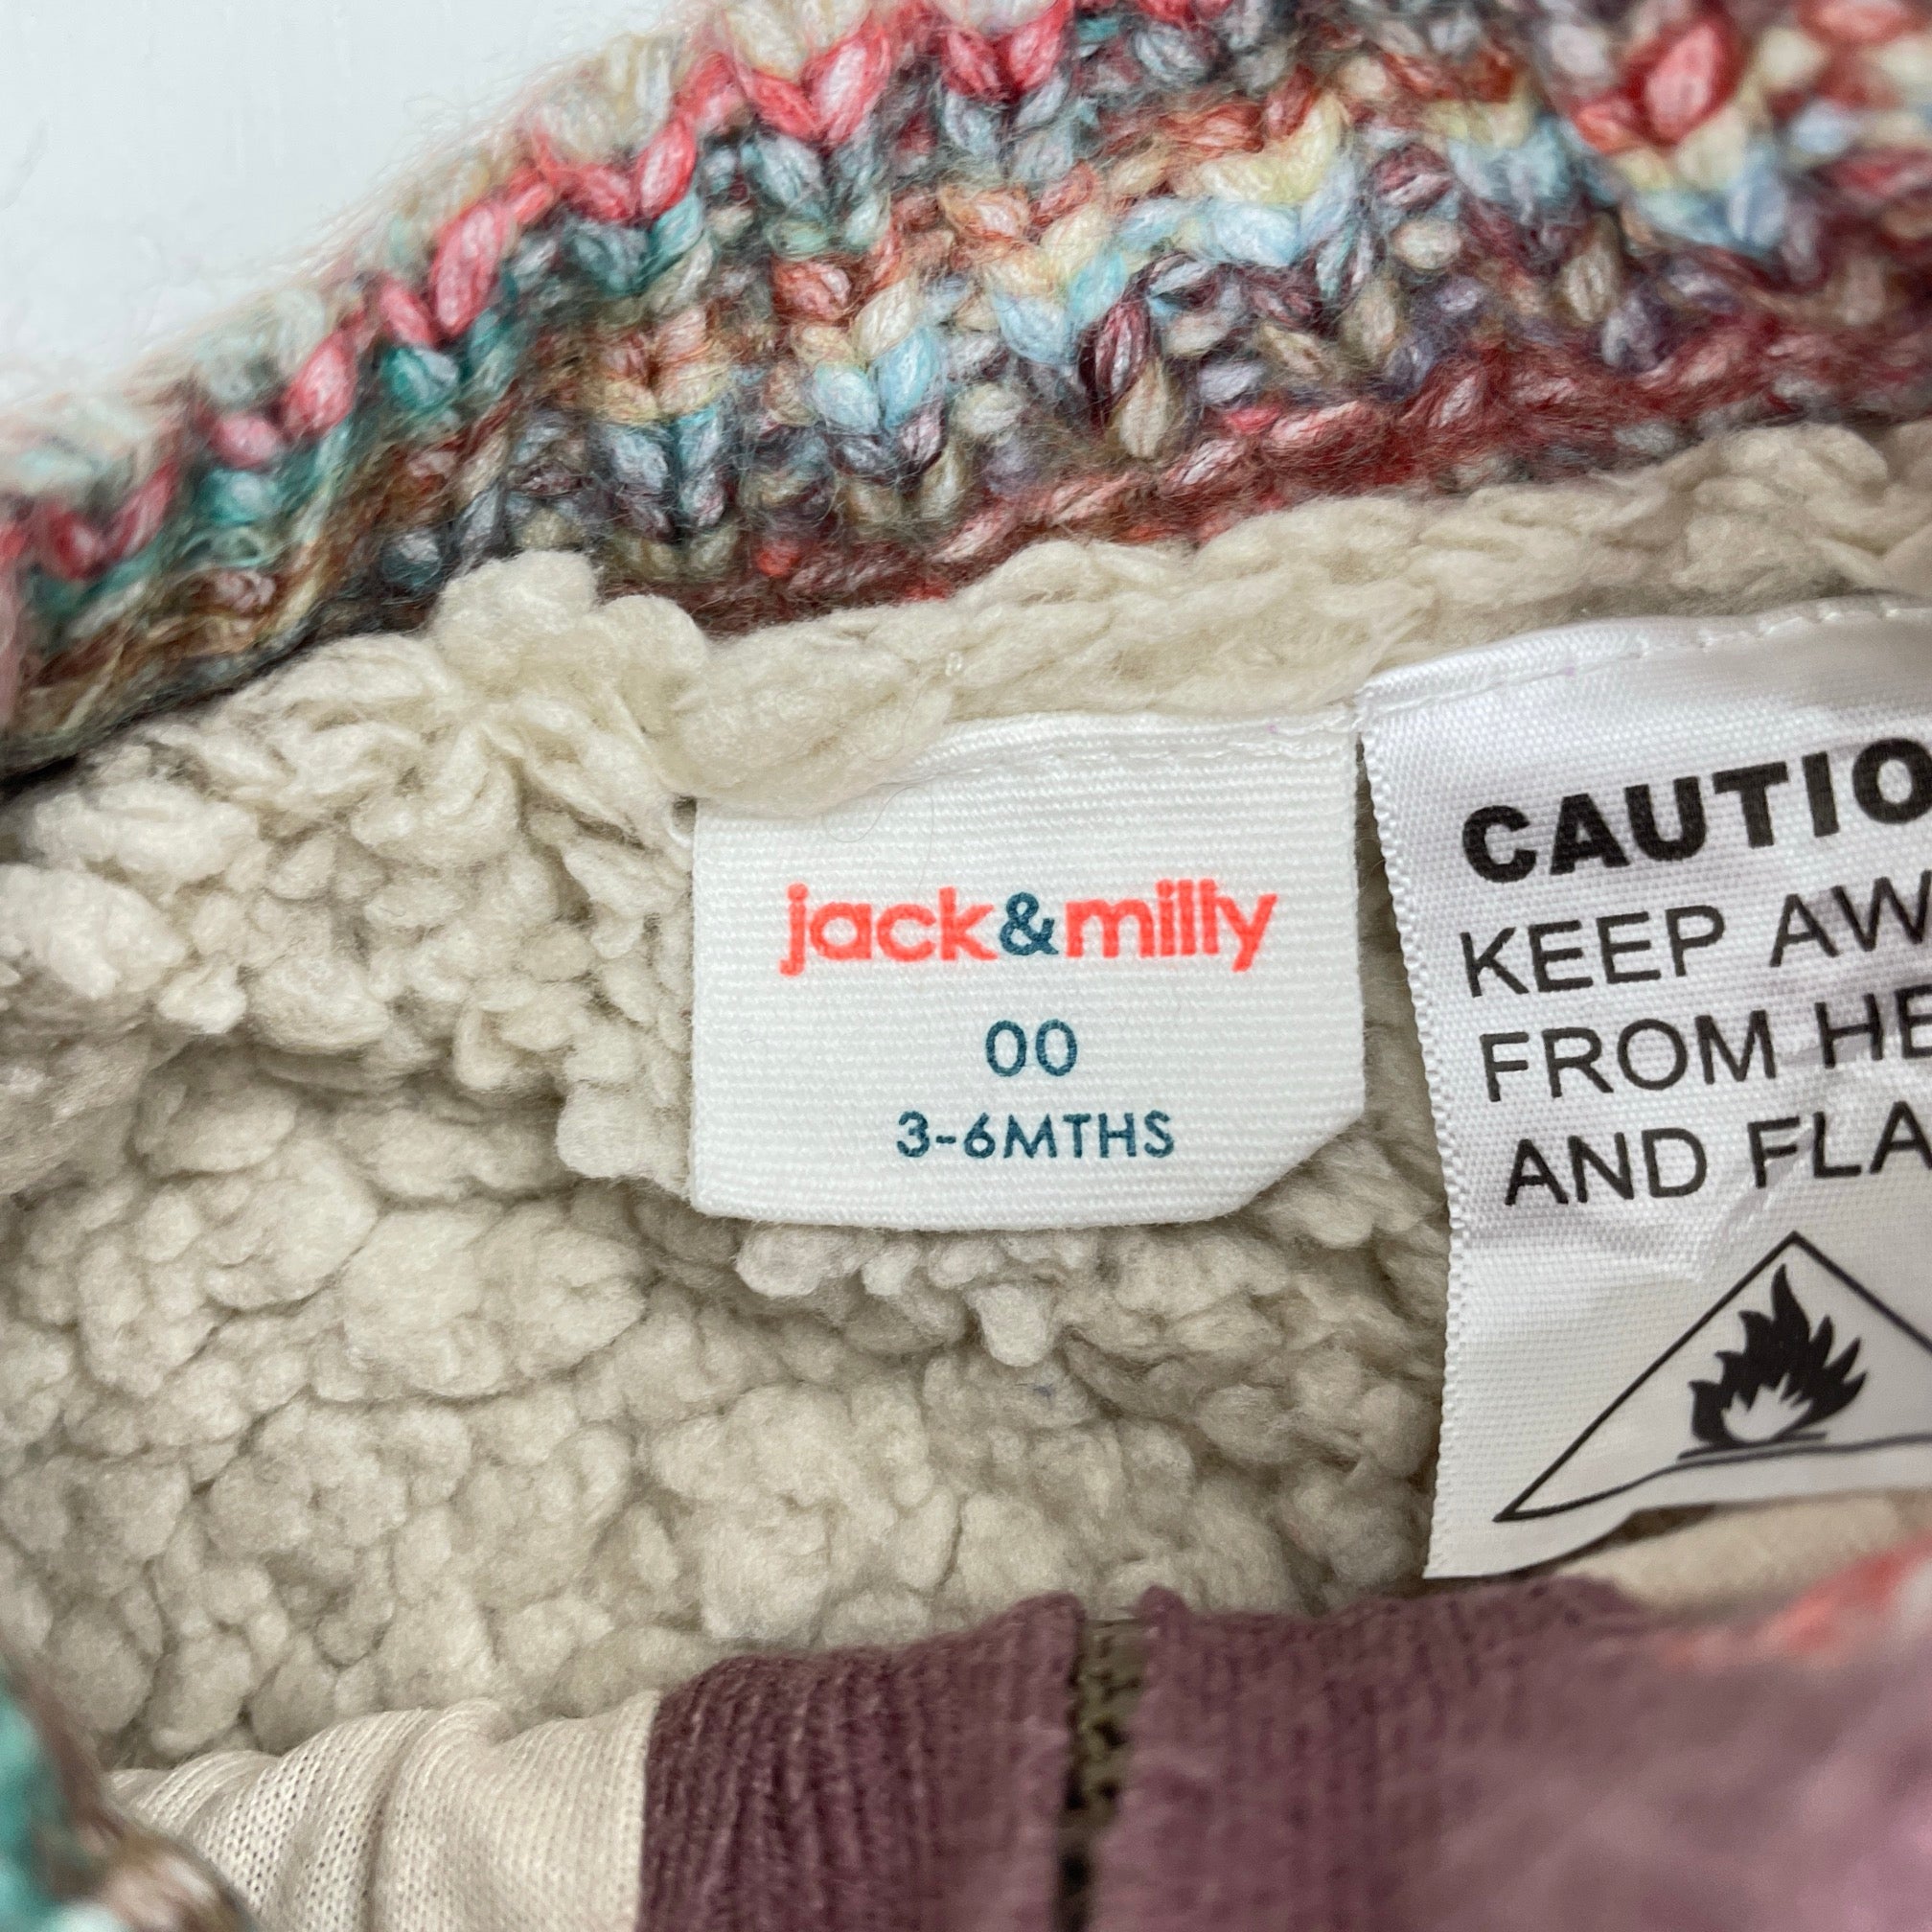 jack&milly
00
3-6MTHS
CAUTIO
KEEP AW
FROM HE
AND FLA